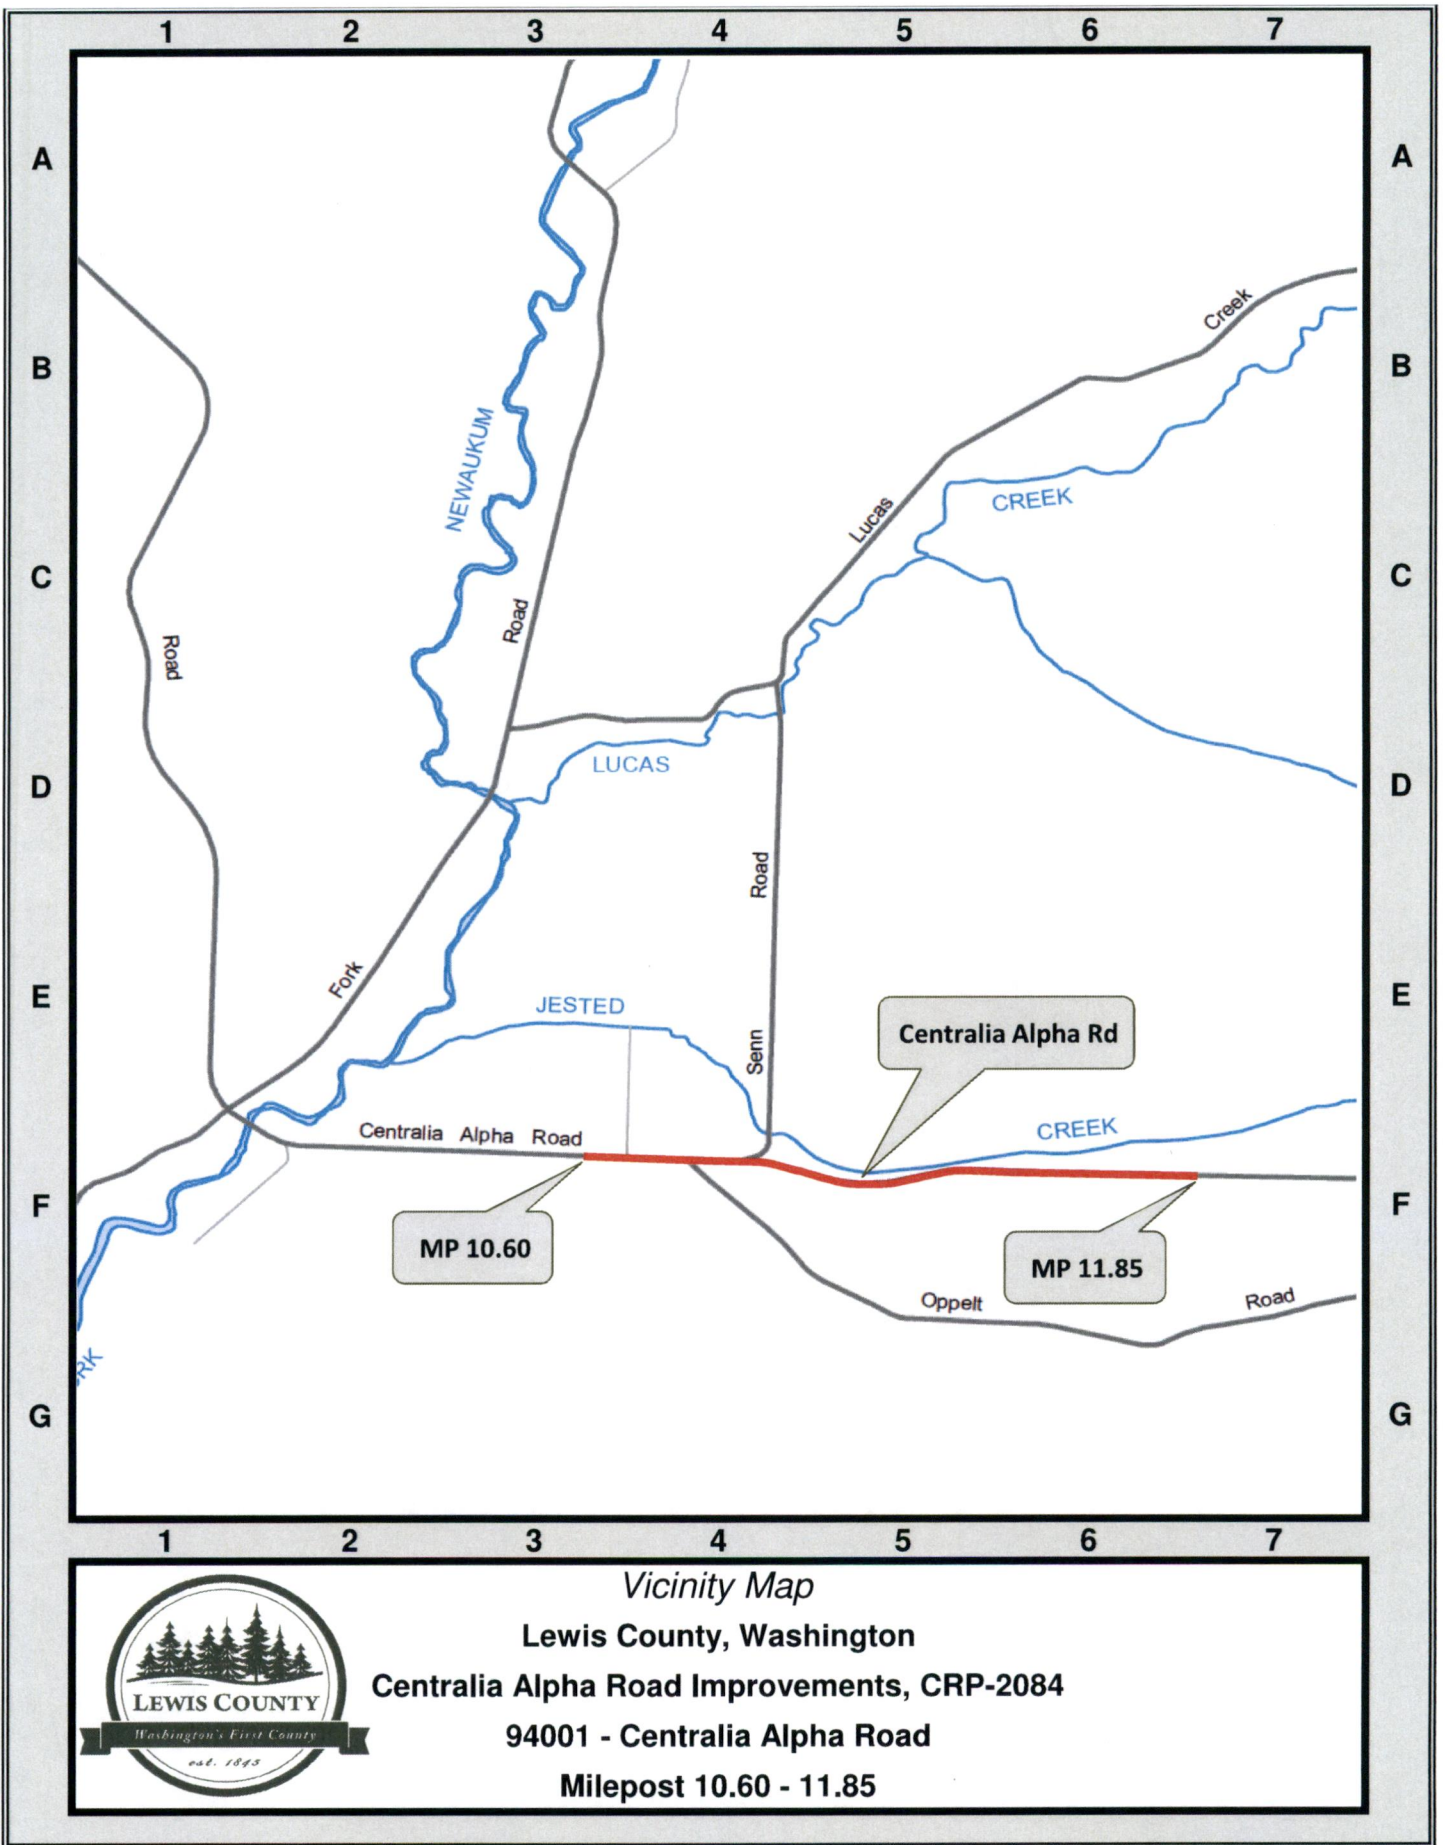 1 2 3 4 5 6 7
A A
Creek
B B
NEWAUKUM
CREEK
Lucas
C C
Road
Road
LUCAS
D D
Road
Fork
E E
JESTED
Centralia Alpha Rd
Senn
CREEK
Centralia Alpha Road
F F
MP 10.60
MP 11.85
Oppelt Road
RK
G G
1 2 3 4 5 6 7
Vicinity Map
Lewis County, Washington
Centralia Alpha Road Improvements, CRP-2084
94001 - Centralia Alpha Road
Milepost 10.60 - 11.85
LEWIS COUNTY
Washington's First County
est. 1845